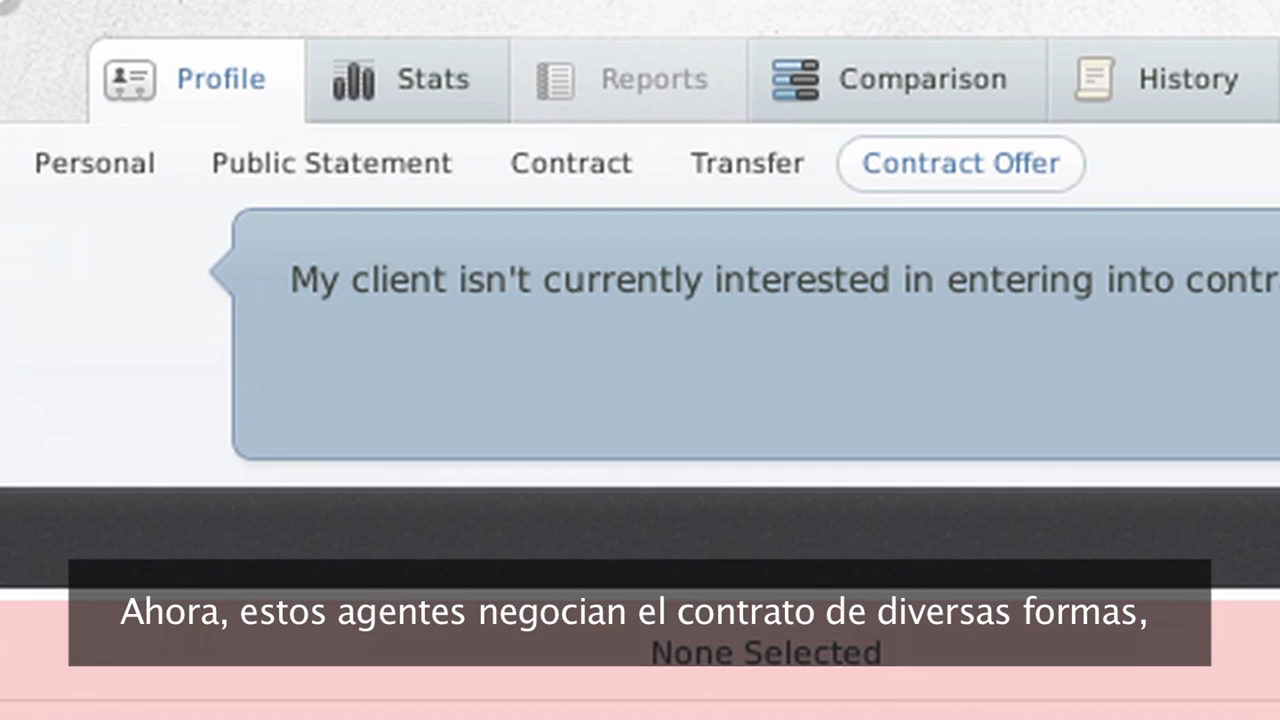 Profile Stats Reports Comparison History
Personal Public Statement Contract Transfer Contract Offer
My client isn't currently interested in entering into
Ahora, estos agentes negocian el contrato de diversas formas,
None Selected